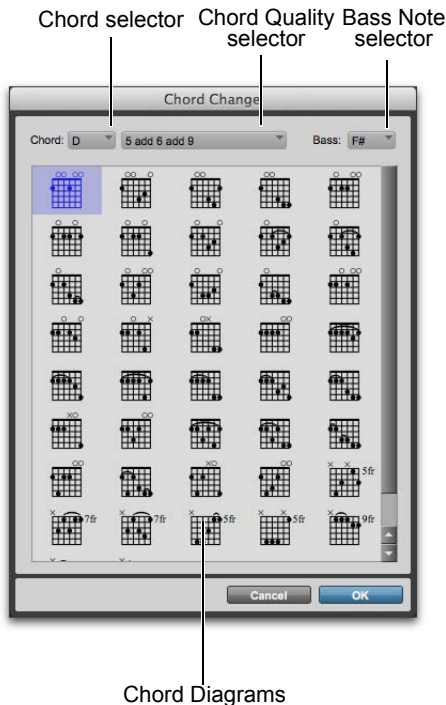 Chord selector
Chord Quality selector
Bass Note selector
Chord Change
Chord: D
5 add 6 add 9
Bass: F#
5fr
7fr
7fr
5fr
5fr
9fr
Cancel
OK
Chord Diagrams